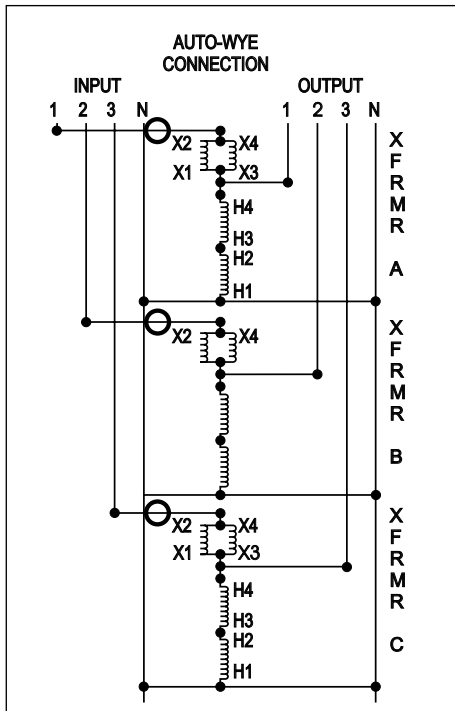 AUTO-WYE
CONNECTION
INPUT
OUTPUT
1 2 3 N
1 2 3 N
X2 X4
X1 X3
H4
H3
H2
H1
X
F
R
M
R
A
X2 X4
X
F
R
M
R
B
X2 X4
X1 X3
H4
H3
H2
H1
X
F
R
M
R
C